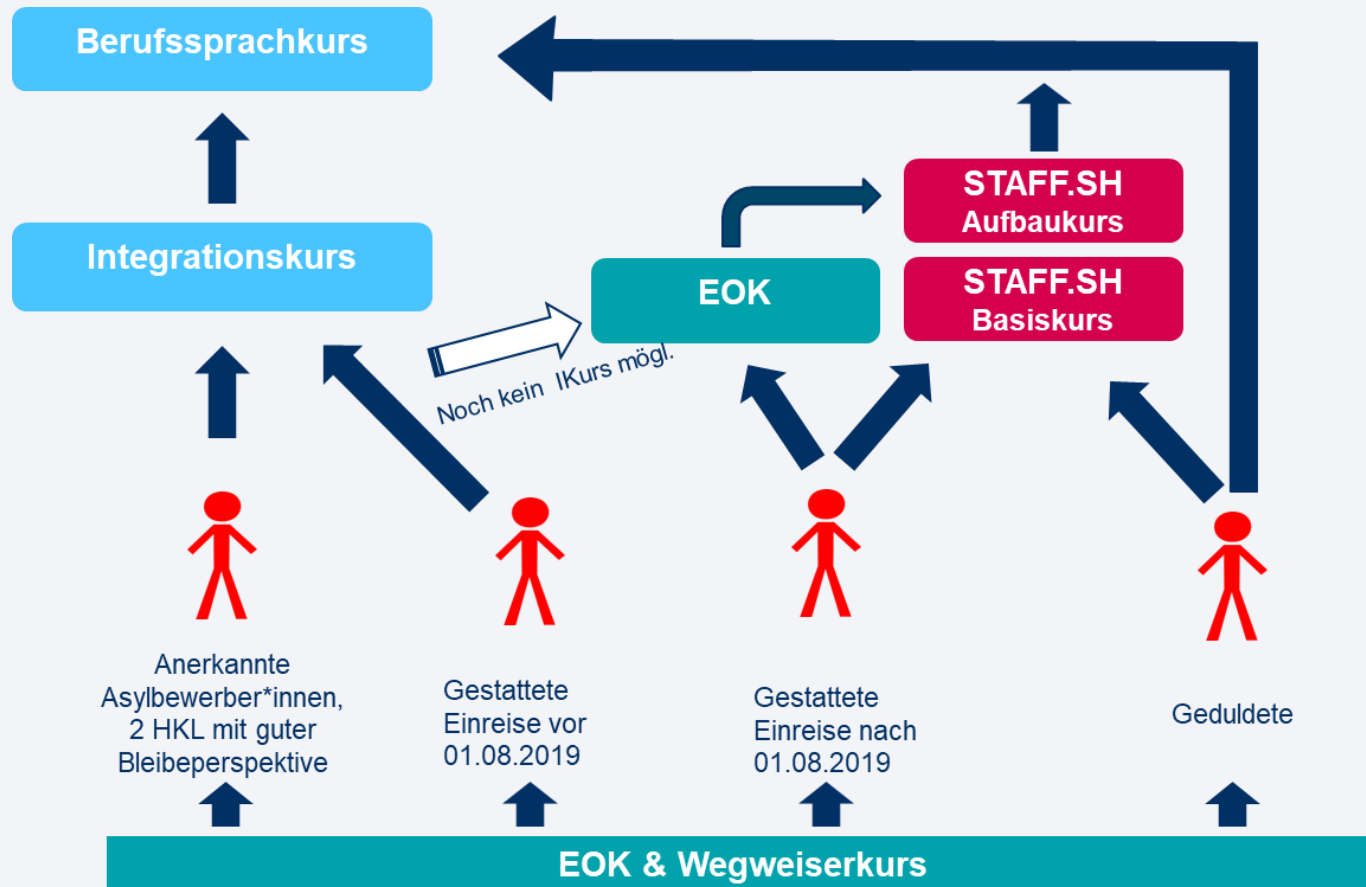 Berufssprachkurs
STAFF.SH
Aufbaukurs
Integrationskurs
EOK
STAFF.SH
Basiskurs
Noch kein IKurs mögl.
Anerkannte
Asylbewerber*innen,
2 HKL mit guter
Bleibeperspektive
Gestattete
Einreise vor
01.08.2019
Gestattete
Einreise nach
01.08.2019
Geduldete
EOK & Wegweiserkurs